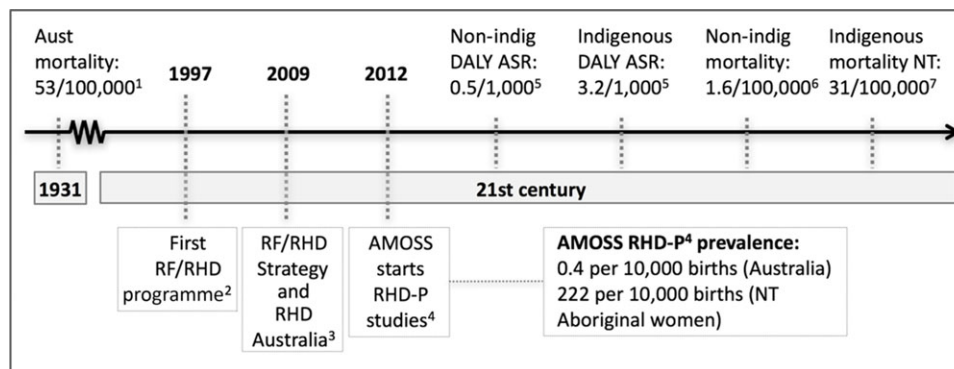 Aust
mortality:
53/100,000¹
1997
2009
2012
Non-indig
DALY ASR:
0.5/1,000⁵
Indigenous
DALY ASR:
3.2/1,000⁵
Non-indig
mortality:
1.6/100,000⁶
Indigenous
mortality NT:
31/100,000⁷
1931
21st century
First
RF/RHD
programme²
RF/RHD
Strategy
and
RHD
Australia³
AMOSS
starts
RHD-P
studies⁴
AMOSS RHD-P⁴ prevalence:
0.4 per 10,000 births (Australia)
222 per 10,000 births (NT
Aboriginal women)